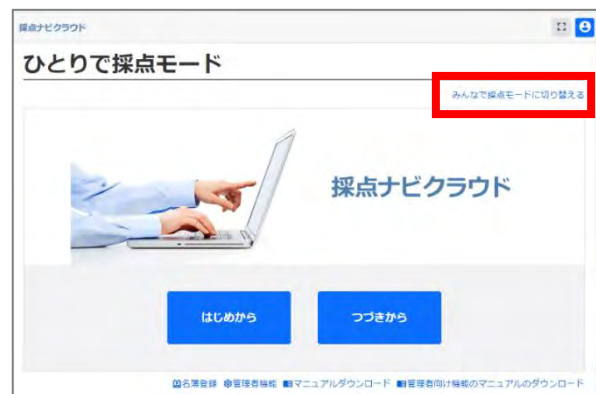 採点ナビクラウド
ひとりで採点モード
みんなで採点モードに切り替える
採点ナビクラウド
はじめから つづきから
名簿登録 管理者機能 マニュアルダウンロード 管理者向け機能のマニュアルのダウンロード